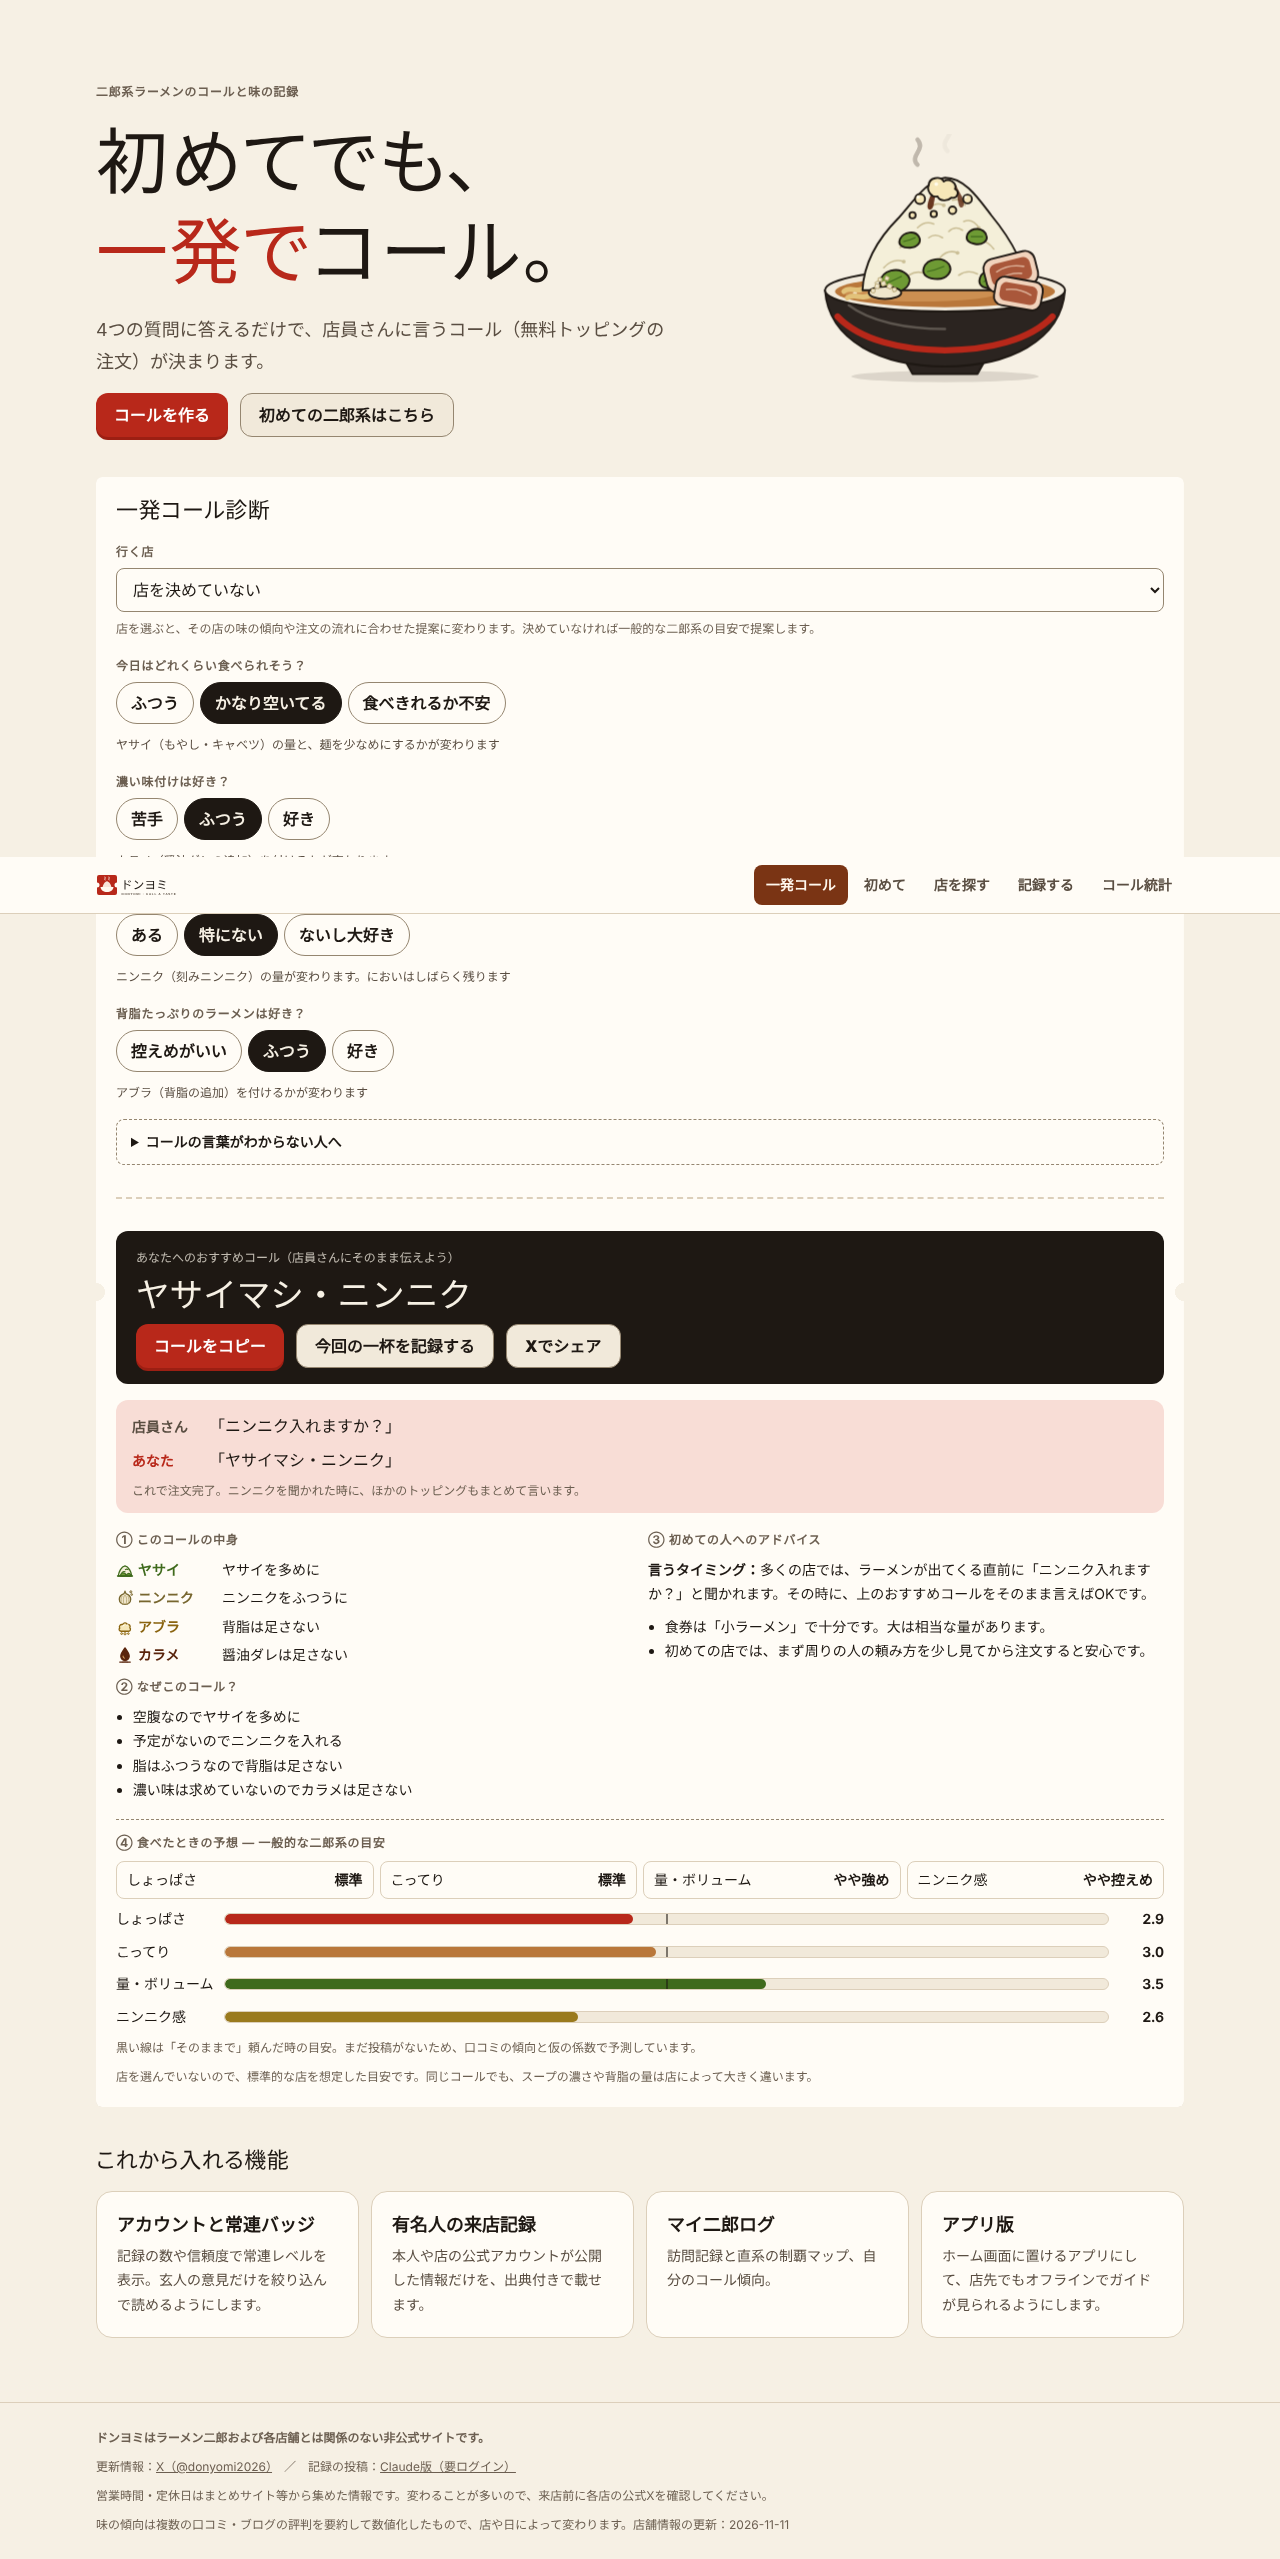 二郎系ラーメンのコールと味の記録
初めてでも、
一発でコール。
4つの質問に答えるだけで、店員さんに言うコール（無料トッピングの
注文）が決まります。
コールを作る 初めての二郎系はこちら
一発コール診断
行く店
店を決めていない
店を選ぶと、その店の味の傾向や注文の流れに合わせた提案に変わります。決めていなければ一般的な二郎系の目安で提案します。
今日はどれくらい食べられそう？
ふつう かなり空いてる 食べきれるか不安
ヤサイ（もやし・キャベツ）の量と、麺を少なめにするかが変わります
濃い味付けは好き？
苦手 ふつう 好き
ドンヨミ 一発コール 初めて 店を探す 記録する コール統計
ある 特にない ないし大好き
ニンニク（刻みニンニク）の量が変わります。においはしばらく残ります
背脂たっぷりのラーメンは好き？
控えめがいい ふつう 好き
アブラ（背脂の追加）を付けるかが変わります
▶ コールの言葉がわからない人へ
あなたへのおすすめコール（店員さんにそのまま伝えよう）
ヤサイマシ・ニンニク
コールをコピー 今回の一杯を記録する Xでシェア
店員さん 「ニンニク入れますか？」
あなた 「ヤサイマシ・ニンニク」
これで注文完了。ニンニクを聞かれた時に、ほかのトッピングもまとめて言います。
① このコールの中身
ヤサイ ヤサイを多めに
ニンニク ニンニクをふつうに
アブラ 背脂は足さない
カラメ 醤油ダレは足さない
② なぜこのコール？
• 空腹なのでヤサイを多めに
• 予定がないのでニンニクを入れる
• 脂はふつうなので背脂は足さない
• 濃い味は求めていないのでカラメは足さない
③ 初めての人へのアドバイス
言うタイミング：多くの店では、ラーメンが出てくる直前に「ニンニク入れます
か？」と聞かれます。その時に、上のおすすめコールをそのまま言えばOKです。
• 食券は「小ラーメン」で十分です。大は相当な量があります。
• 初めての店では、まず周りの人の頼み方を少し見てから注文すると安心です。
④ 食べたときの予想 — 一般的な二郎系の目安
しょっぱさ 標準 こってり 標準 量・ボリューム やや強め ニンニク感 やや控えめ
しょっぱさ 2.9
こってり 3.0
量・ボリューム 3.5
ニンニク感 2.6
黒い線は「そのままで」頼んだ時の目安。まだ投稿がないため、口コミの傾向と仮の係数で予測しています。
店を選んでいないので、標準的な店を想定した目安です。同じコールでも、スープの濃さや背脂の量は店によって大きく違います。
これから入れる機能
アカウントと常連バッジ
記録の数や信頼度で常連レベルを
表示。玄人の意見だけを絞り込ん
で読めるようにします。
有名人の来店記録
本人や店の公式アカウントが公開
した情報だけを、出典付きで載せ
ます。
マイ二郎ログ
訪問記録と直系の制覇マップ、自
分のコール傾向。
アプリ版
ホーム画面に置けるアプリにし
て、店先でもオフラインでガイド
が見られるようにします。
ドンヨミはラーメン二郎および各店舗とは関係のない非公式サイトです。
更新情報：X（@donyomi2026） ／ 記録の投稿：Claude版（要ログイン）
営業時間・定休日はまとめサイト等から集めた情報です。変わることが多いので、来店前に各店の公式Xを確認してください。
味の傾向は複数の口コミ・ブログの評判を要約して数値化したもので、店や日によって変わります。店舗情報の更新：2026-11-11